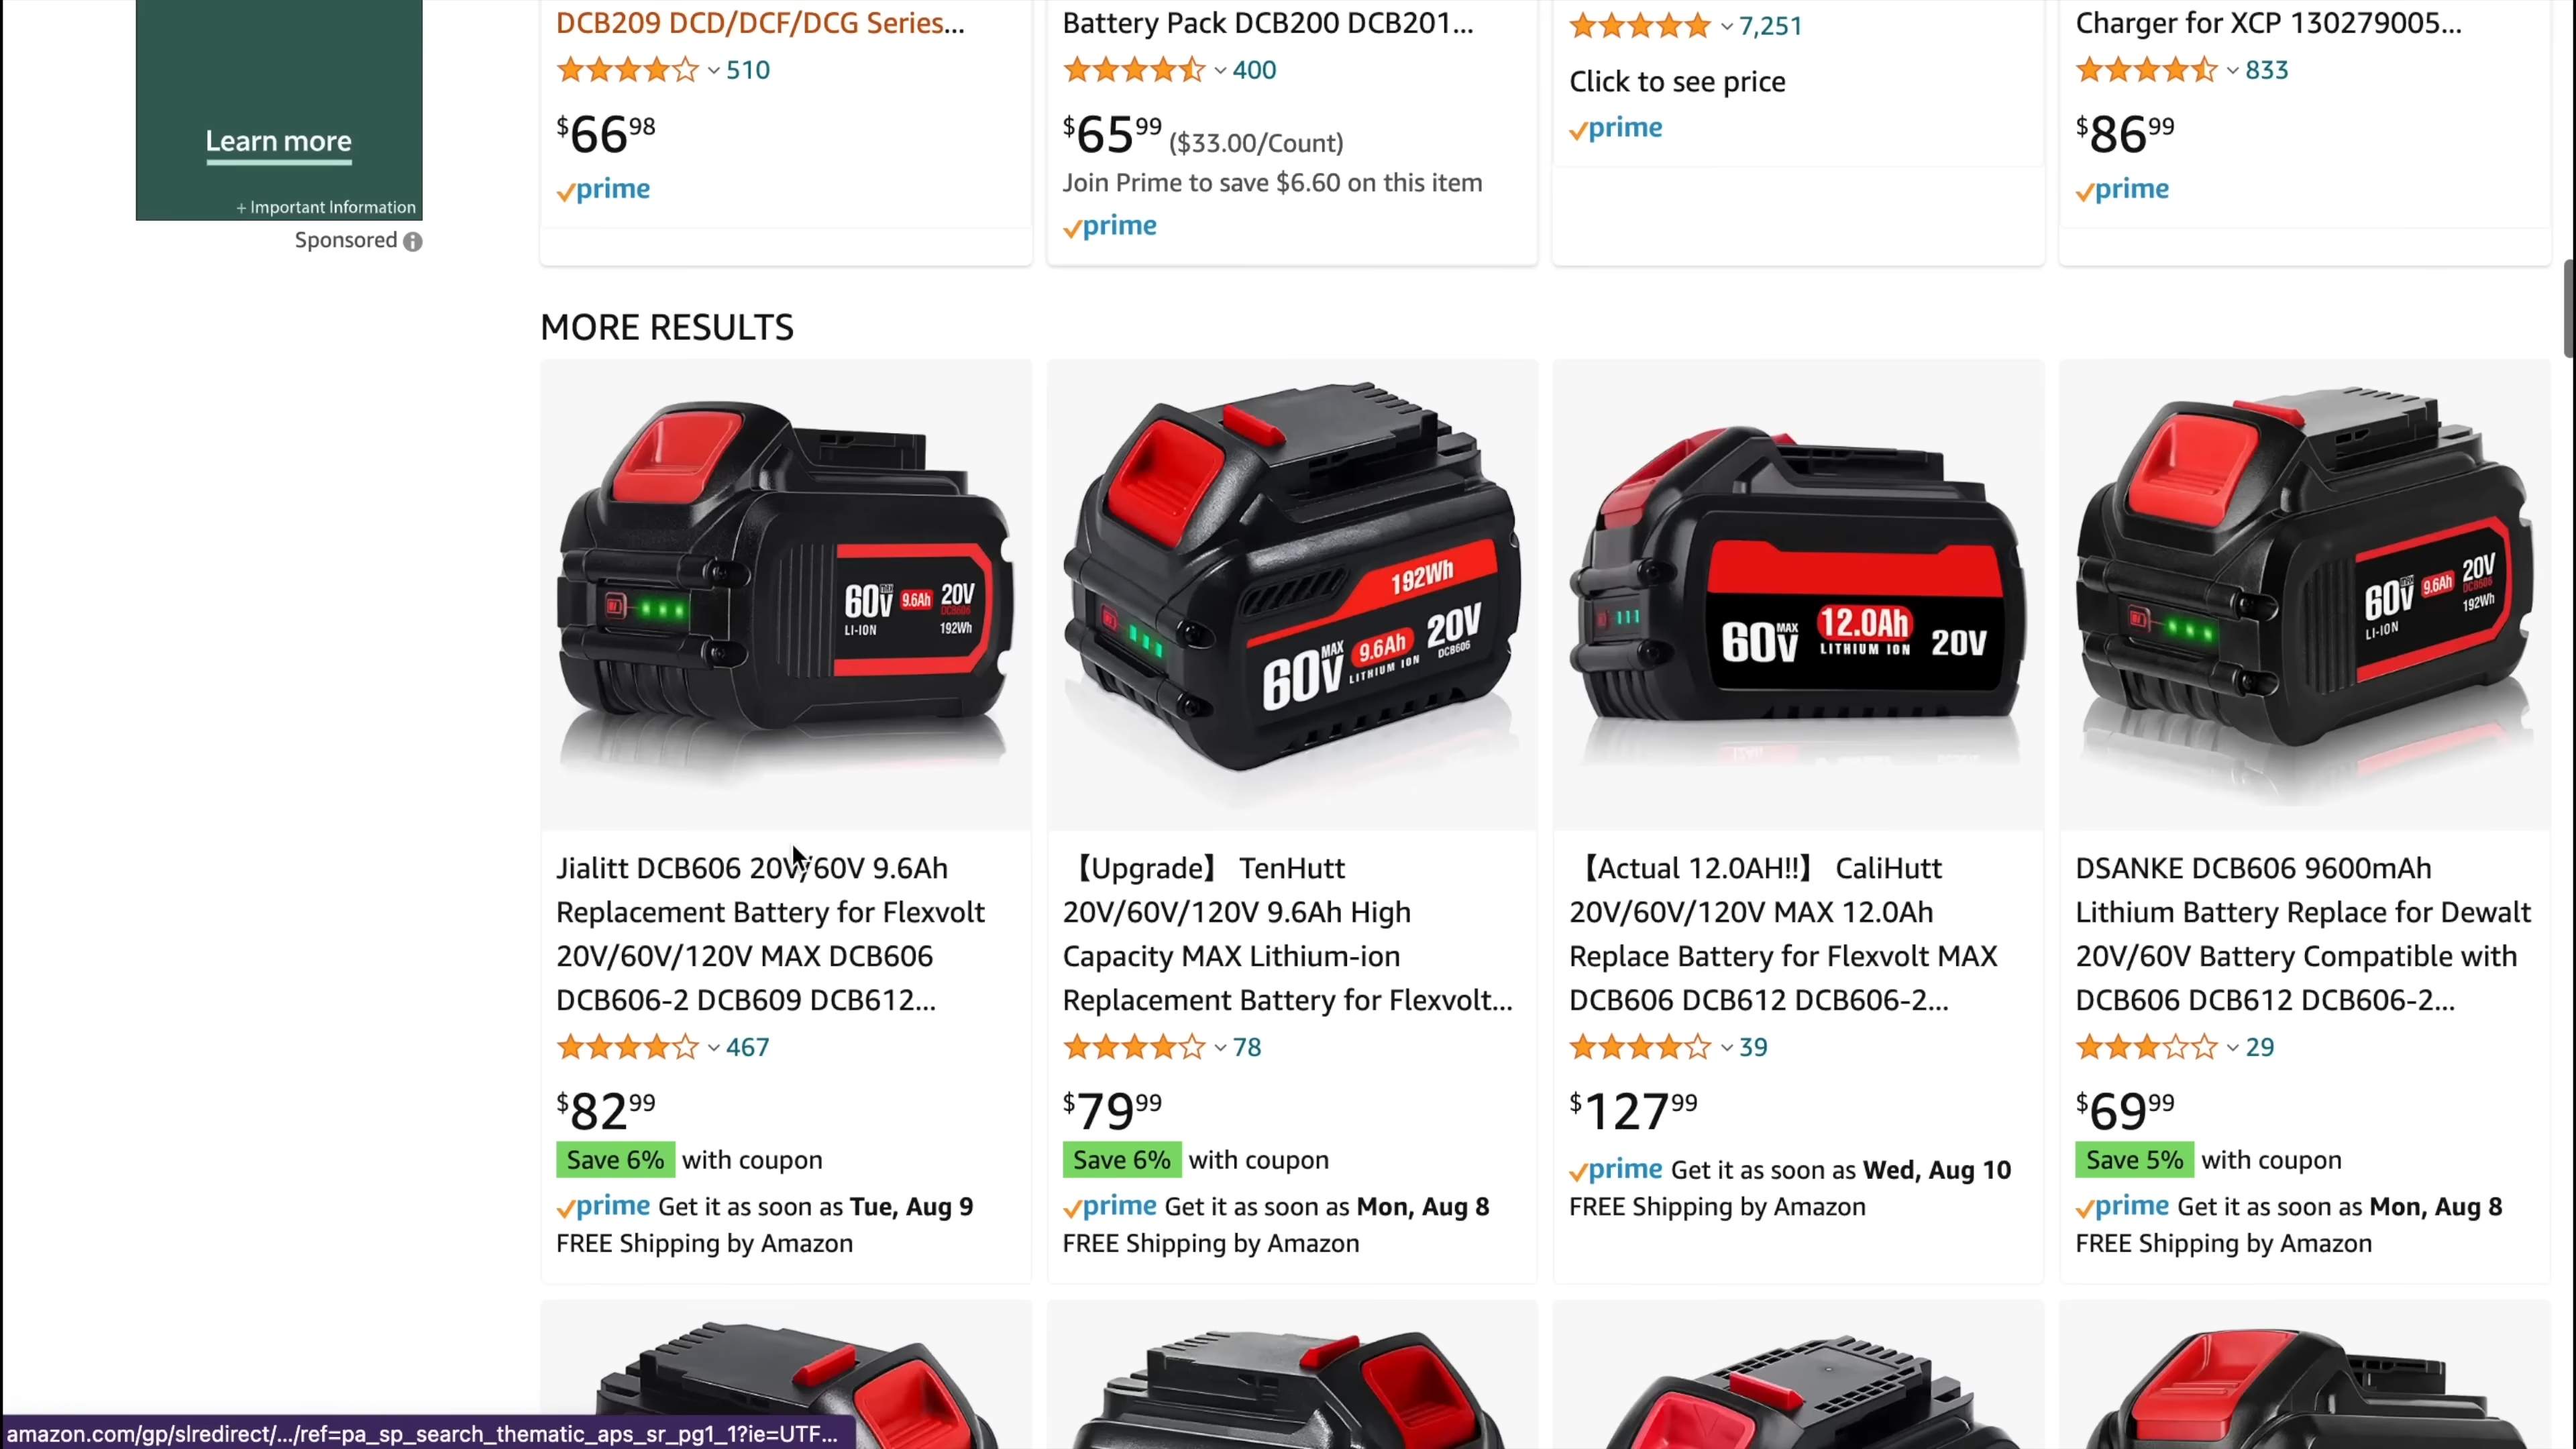 Learn more
+ Important Information
Sponsored
DCB209 DCD/DCF/DCG Series...
510
$66 98
prime
Battery Pack DCB200 DCB201...
400
$65 99 ($33.00/Count)
Join Prime to save $6.60 on this item
prime
7,251
Click to see price
prime
Charger for XCP 130279005...
833
$86 99
prime
MORE RESULTS
60V max 9.6Ah 20V
DCB606
LI-ION 192Wh
192Wh
60V MAX 9.6Ah 20V
LITHIUM ION DCB606
60V MAX 12.0Ah 20V
LITHIUM ION
60V max 9.6Ah 20V
DCB606
LI-ION 192Wh
Jialitt DCB606 20V/60V 9.6Ah
Replacement Battery for Flexvolt
20V/60V/120V MAX DCB606
DCB606-2 DCB609 DCB612...
467
$82 99
Save 6% with coupon
prime Get it as soon as Tue, Aug 9
FREE Shipping by Amazon
【Upgrade】 TenHutt
20V/60V/120V 9.6Ah High
Capacity MAX Lithium-ion
Replacement Battery for Flexvolt...
78
$79 99
Save 6% with coupon
prime Get it as soon as Mon, Aug 8
FREE Shipping by Amazon
【Actual 12.0AH!!】 CaliHutt
20V/60V/120V MAX 12.0Ah
Replace Battery for Flexvolt MAX
DCB606 DCB612 DCB606-2...
39
$127 99
prime Get it as soon as Wed, Aug 10
FREE Shipping by Amazon
DSANKE DCB606 9600mAh
Lithium Battery Replace for Dewalt
20V/60V Battery Compatible with
DCB606 DCB612 DCB606-2...
29
$69 99
Save 5% with coupon
prime Get it as soon as Mon, Aug 8
FREE Shipping by Amazon
amazon.com/gp/slredirect/.../ref=pa_sp_search_thematic_aps_sr_pg1_1?ie=UTF...